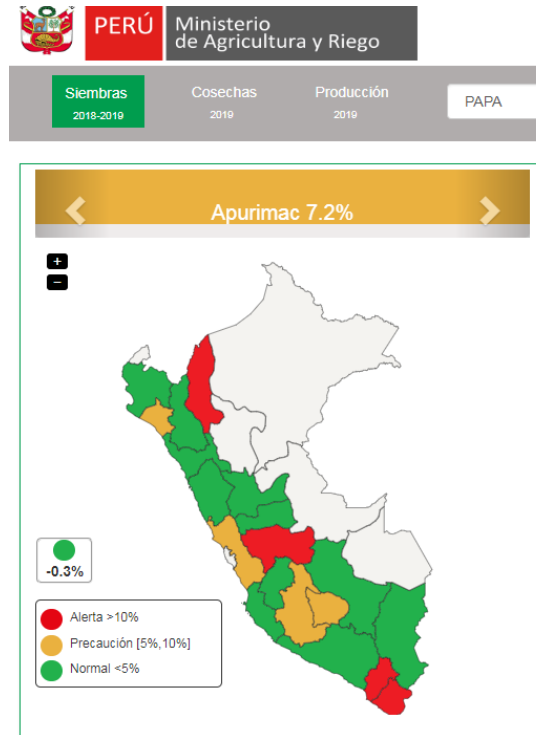 PERÚ
Ministerio
de Agricultura y Riego
Siembras
2018-2019
Cosechas
2019
Producción
2019
PAPA
Apurimac 7.2%
+
−
-0.3%
Alerta >10%
Precaución [5%,10%]
Normal <5%